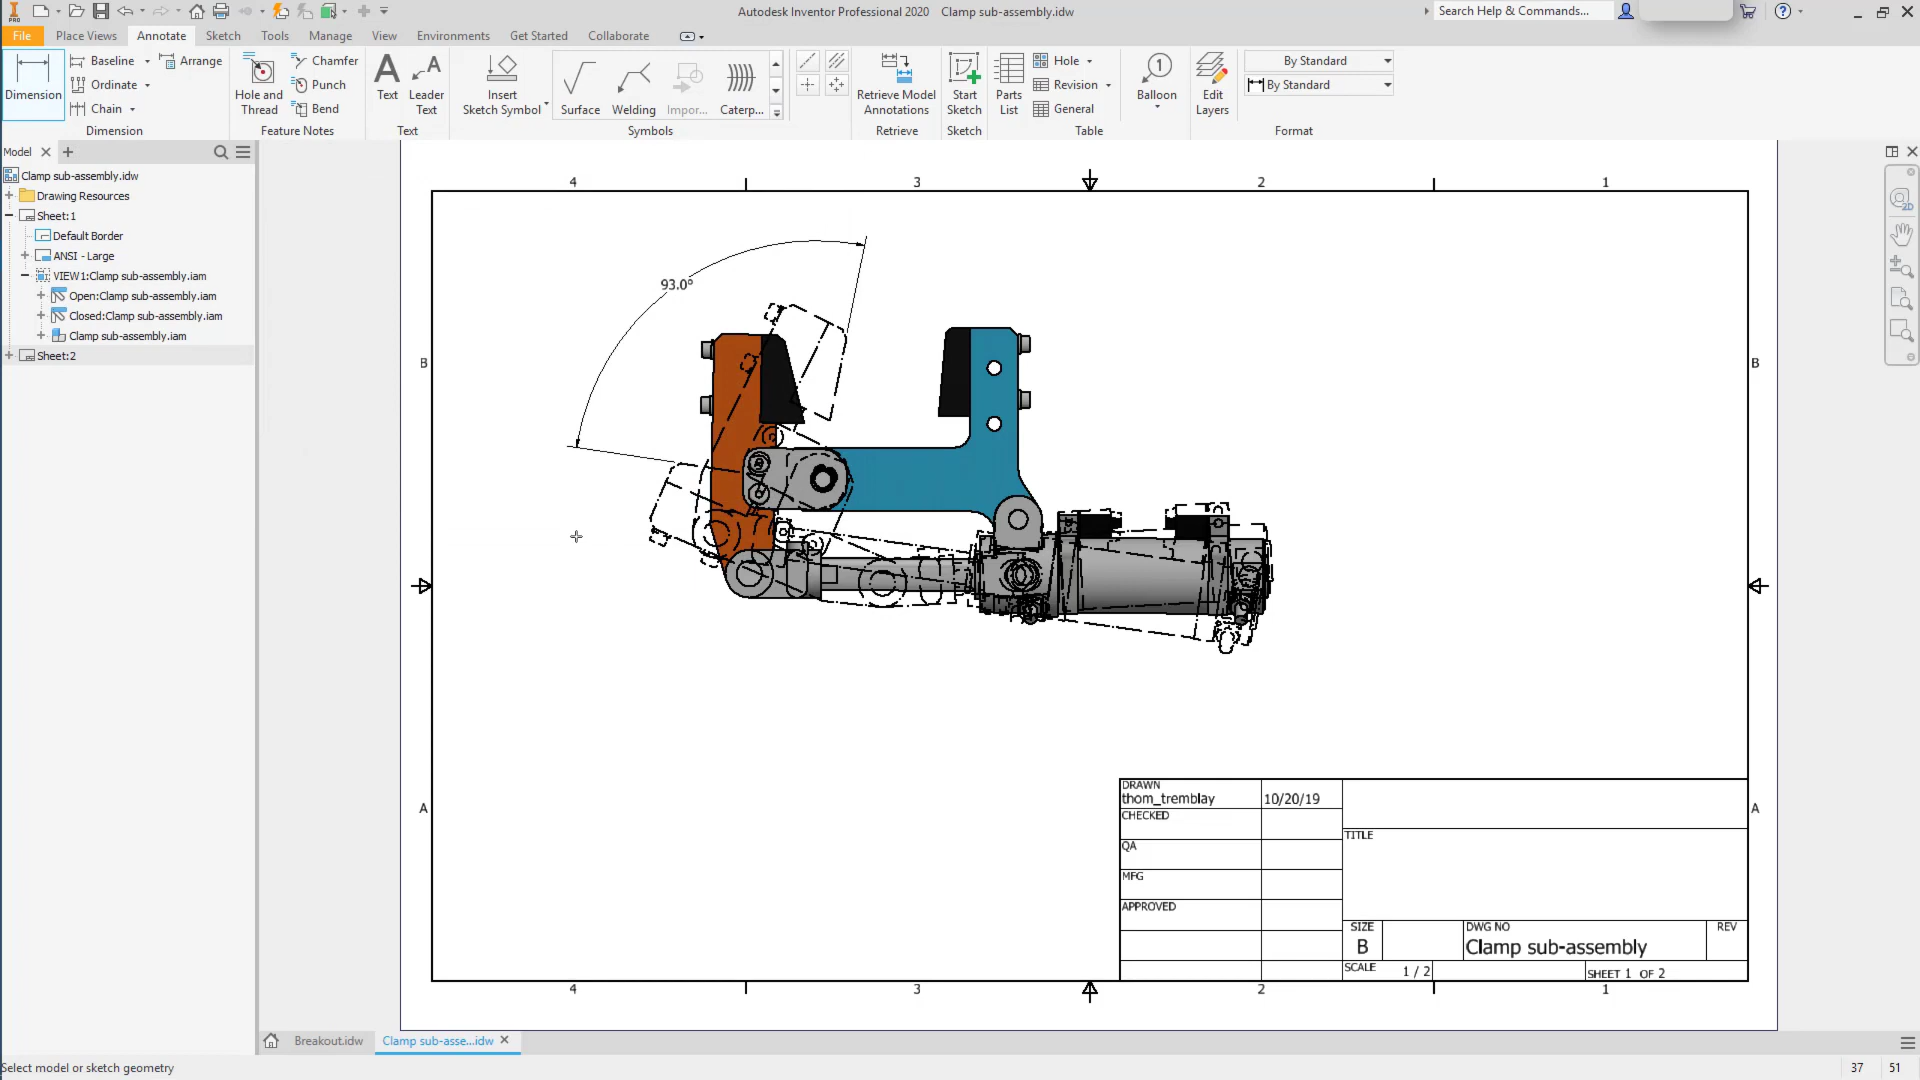 Autodesk Inventor Professional 2020 Clamp sub-assembly.idw
Search Help & Commands...
PRO
File Place Views Annotate Sketch Tools Manage View Environments Get Started Collaborate
Dimension
Baseline
Ordinate
Chain
Arrange
Dimension
Hole and Thread
Chamfer
Punch
Bend
Feature Notes
Text
Leader Text
Text
Insert Sketch Symbol
Surface
Welding
Impor...
Caterp...
Symbols
Retrieve Model Annotations
Retrieve
Start Sketch
Sketch
Parts List
Hole
Revision
General
Table
1
Balloon
Edit Layers
By Standard
By Standard
Format
Model
Clamp sub-assembly.idw
Drawing Resources
Sheet:1
Default Border
ANSI - Large
VIEW1:Clamp sub-assembly.iam
Open:Clamp sub-assembly.iam
Closed:Clamp sub-assembly.iam
Clamp sub-assembly.iam
Sheet:2
2D
4 3 2 1
93.0°
B B
A A
DRAWN
thom_tremblay 10/20/19
CHECKED
QA
MFG
APPROVED
TITLE
SIZE
B
DWG NO
Clamp sub-assembly
REV
SCALE 1 / 2
SHEET 1 OF 2
4 3 2 1
Breakout.idw Clamp sub-asse...idw
Select model or sketch geometry
37 51